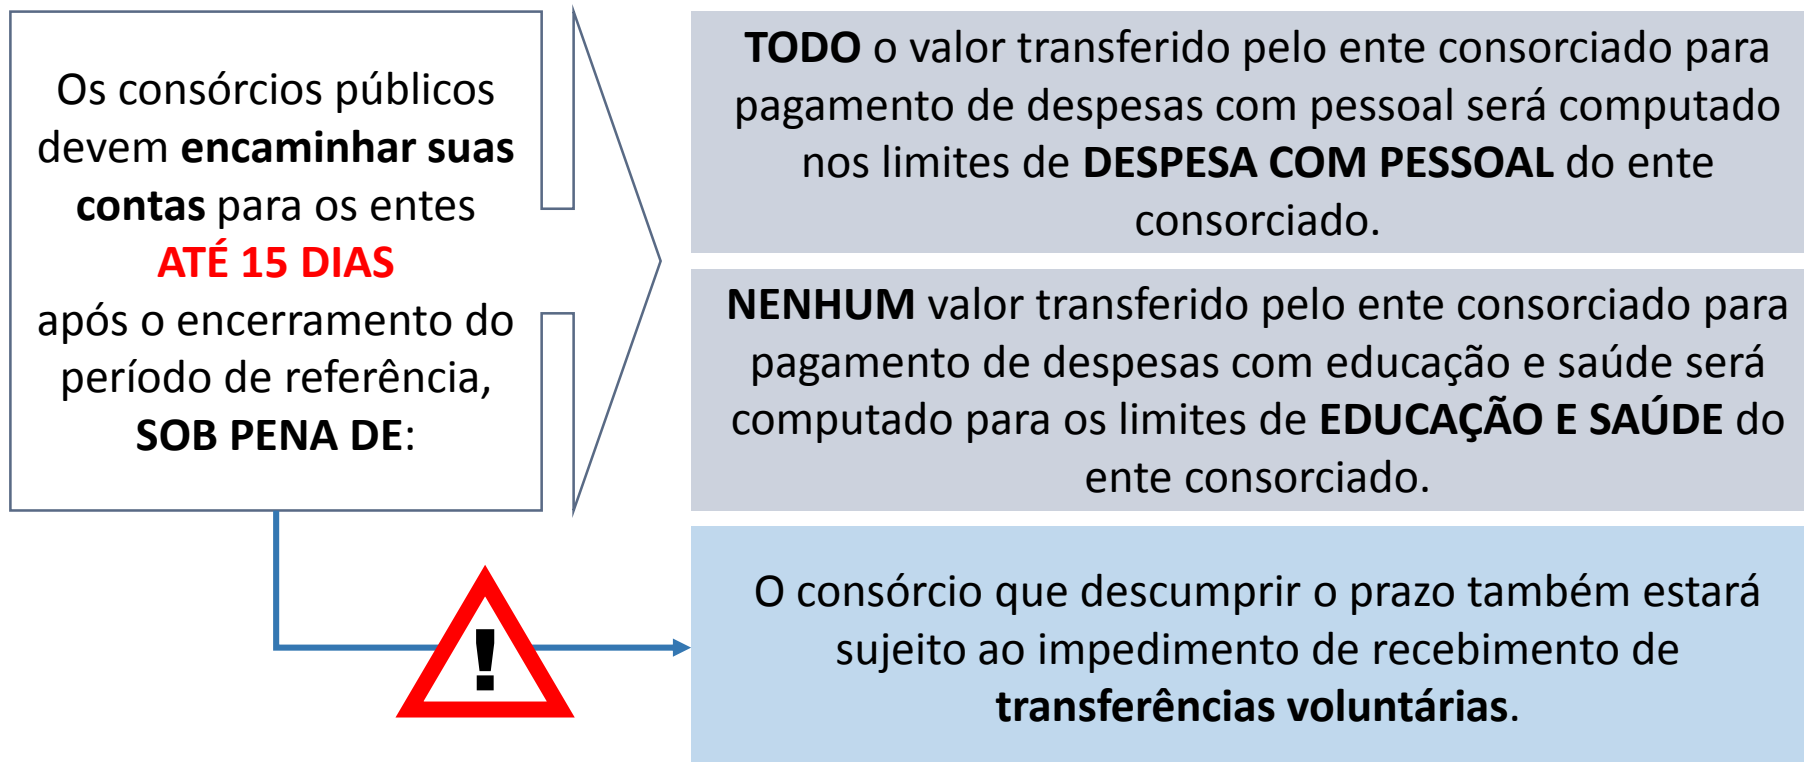 Os consórcios públicos
devem encaminhar suas
contas para os entes
ATÉ 15 DIAS
após o encerramento do
período de referência,
SOB PENA DE:
TODO o valor transferido pelo ente consorciado para
pagamento de despesas com pessoal será computado
nos limites de DESPESA COM PESSOAL do ente
consorciado.
NENHUM valor transferido pelo ente consorciado para
pagamento de despesas com educação e saúde será
computado para os limites de EDUCAÇÃO E SAÚDE do
ente consorciado.
!
O consórcio que descumprir o prazo também estará
sujeito ao impedimento de recebimento de
transferências voluntárias.